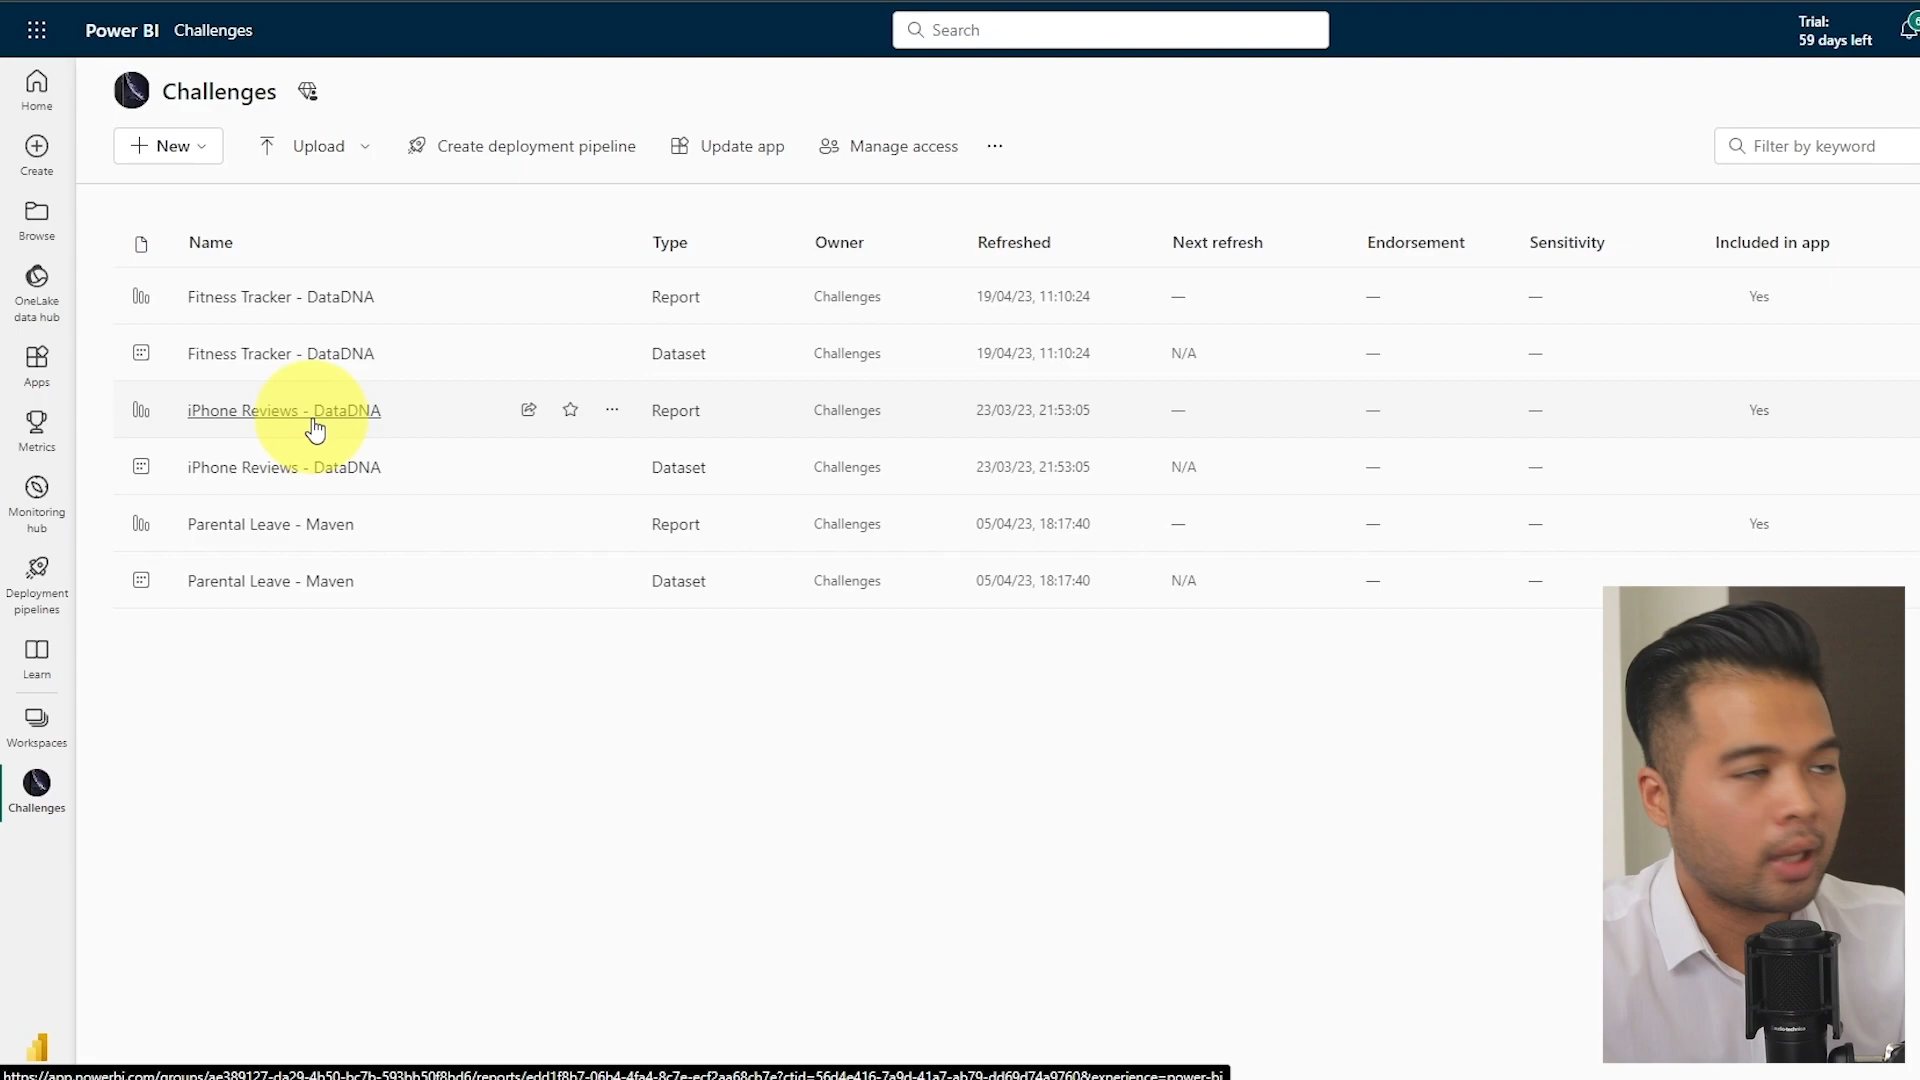 Power BI Challenges
Search
Trial:
59 days left
Home
Create
Browse
OneLake
data hub
Apps
Metrics
Monitoring
hub
Deployment
pipelines
Learn
Workspaces
Challenges
Challenges
New
Upload
Create deployment pipeline
Update app
Manage access
Filter by keyword
Name Type Owner Refreshed Next refresh Endorsement Sensitivity Included in app
Fitness Tracker - DataDNA Report Challenges 19/04/23, 11:10:24 — — — Yes
Fitness Tracker - DataDNA Dataset Challenges 19/04/23, 11:10:24 N/A — —
iPhone Reviews - DataDNA Report Challenges 23/03/23, 21:53:05 — — — Yes
iPhone Reviews - DataDNA Dataset Challenges 23/03/23, 21:53:05 N/A — —
Parental Leave - Maven Report Challenges 05/04/23, 18:17:40 — — — Yes
Parental Leave - Maven Dataset Challenges 05/04/23, 18:17:40 N/A — —
audio-technica